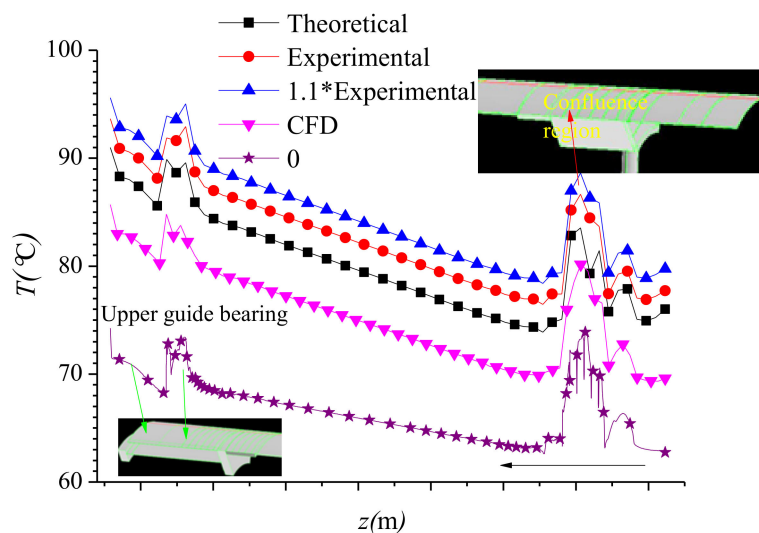 Theoretical
Experimental
1.1*Experimental
CFD
0
Confluence
region
100
90
80
70
60
T(℃)
Upper guide bearing
z(m)